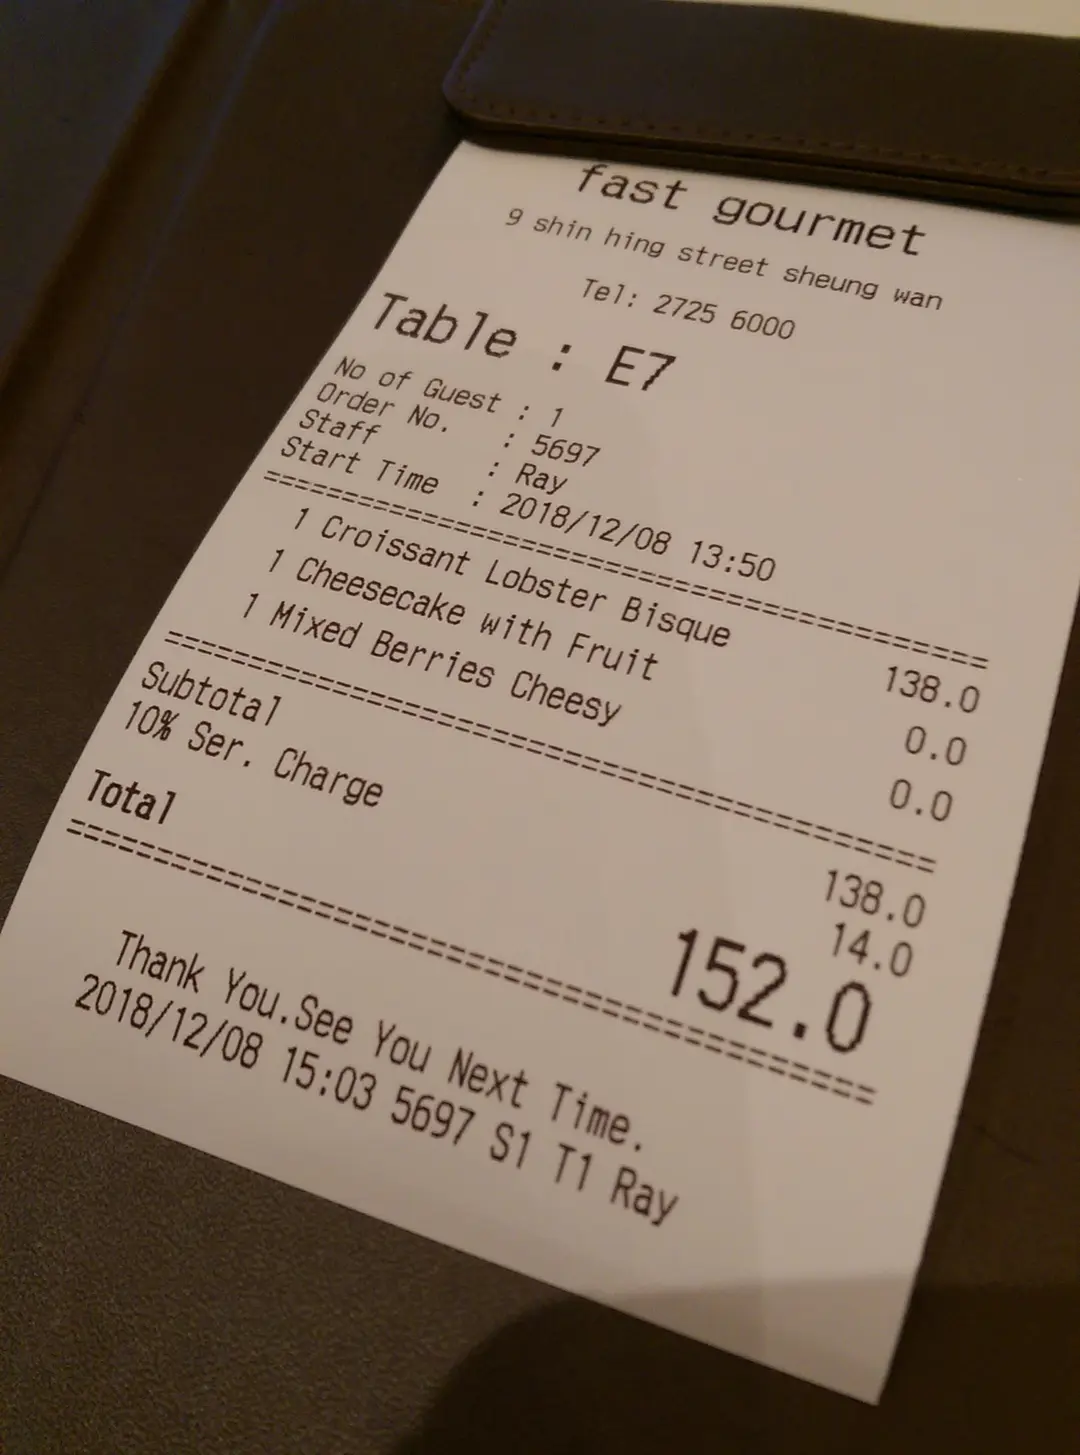 fast gourmet
9 shin hing street sheung wan
Tel: 2725 6000
Table : E7
No of Guest : 1
Order No. : 5697
Staff : Ray
Start Time : 2018/12/08 13:50
================================
1 Croissant Lobster Bisque 138.0
1 Cheesecake with Fruit 0.0
1 Mixed Berries Cheesy 0.0
================================
Subtotal 138.0
10% Ser. Charge 14.0
Total 152.0
================================
Thank You.See You Next Time.
2018/12/08 15:03 5697 S1 T1 Ray